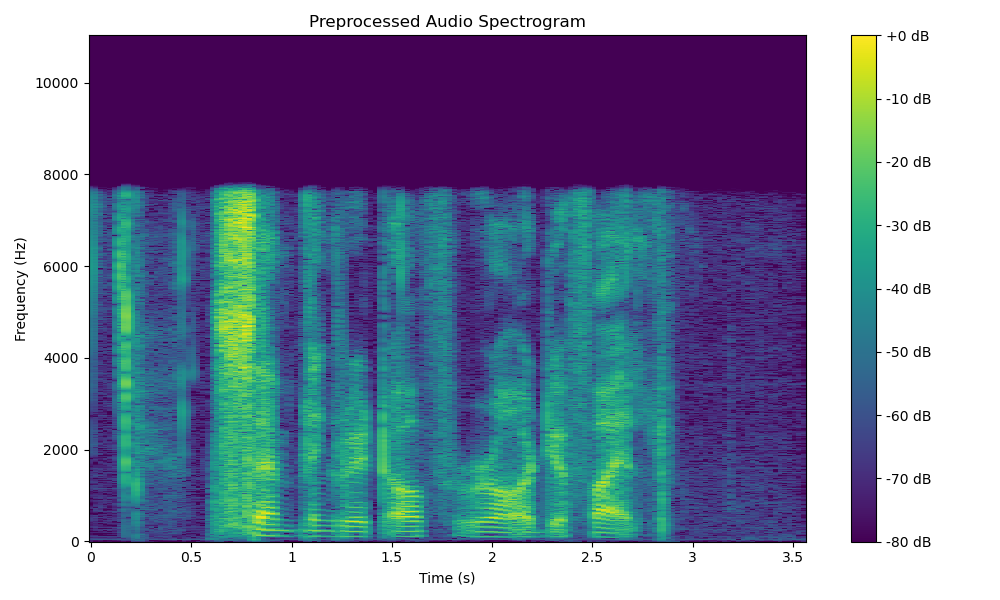 Preprocessed Audio Spectrogram
+0 dB
10000
-10 dB
-20 dB
8000
-30 dB
6000
Frequency (Hz)
-40 dB
4000
-50 dB
-60 dB
2000
-70 dB
0
-80 dB
0 0.5 1 1.5 2 2.5 3 3.5
Time (s)